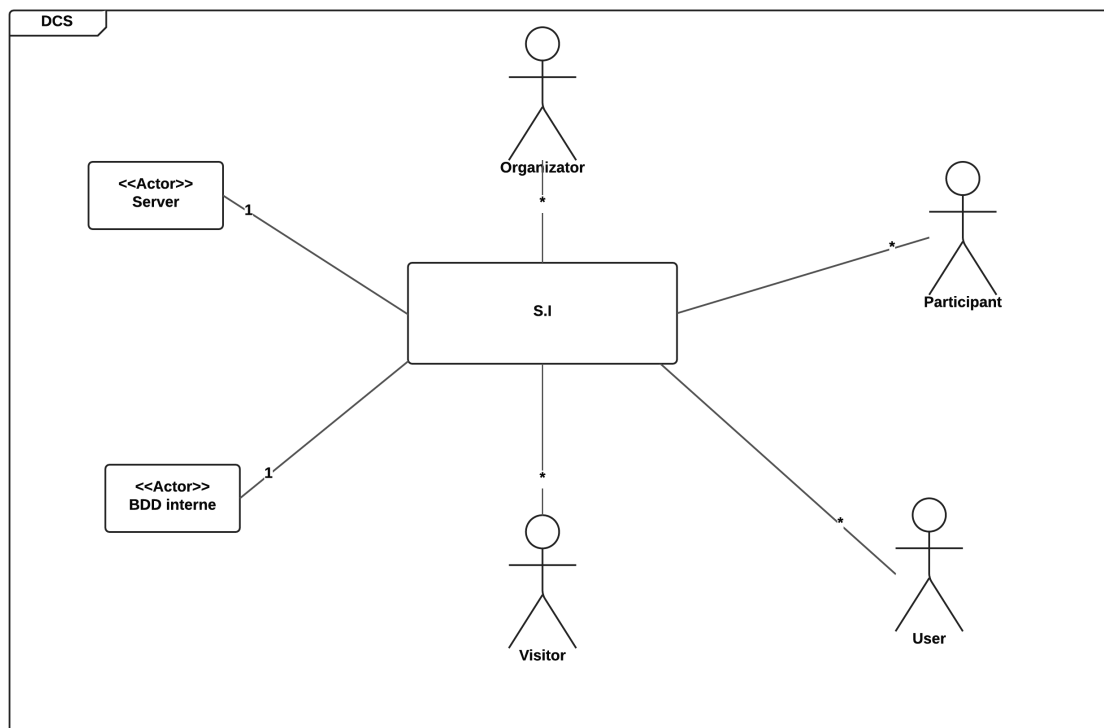 DCS
Organizator
*
<<Actor>>
Server
1
*
Participant
S.I
1
<<Actor>>
BDD interne
*
*
Visitor
User